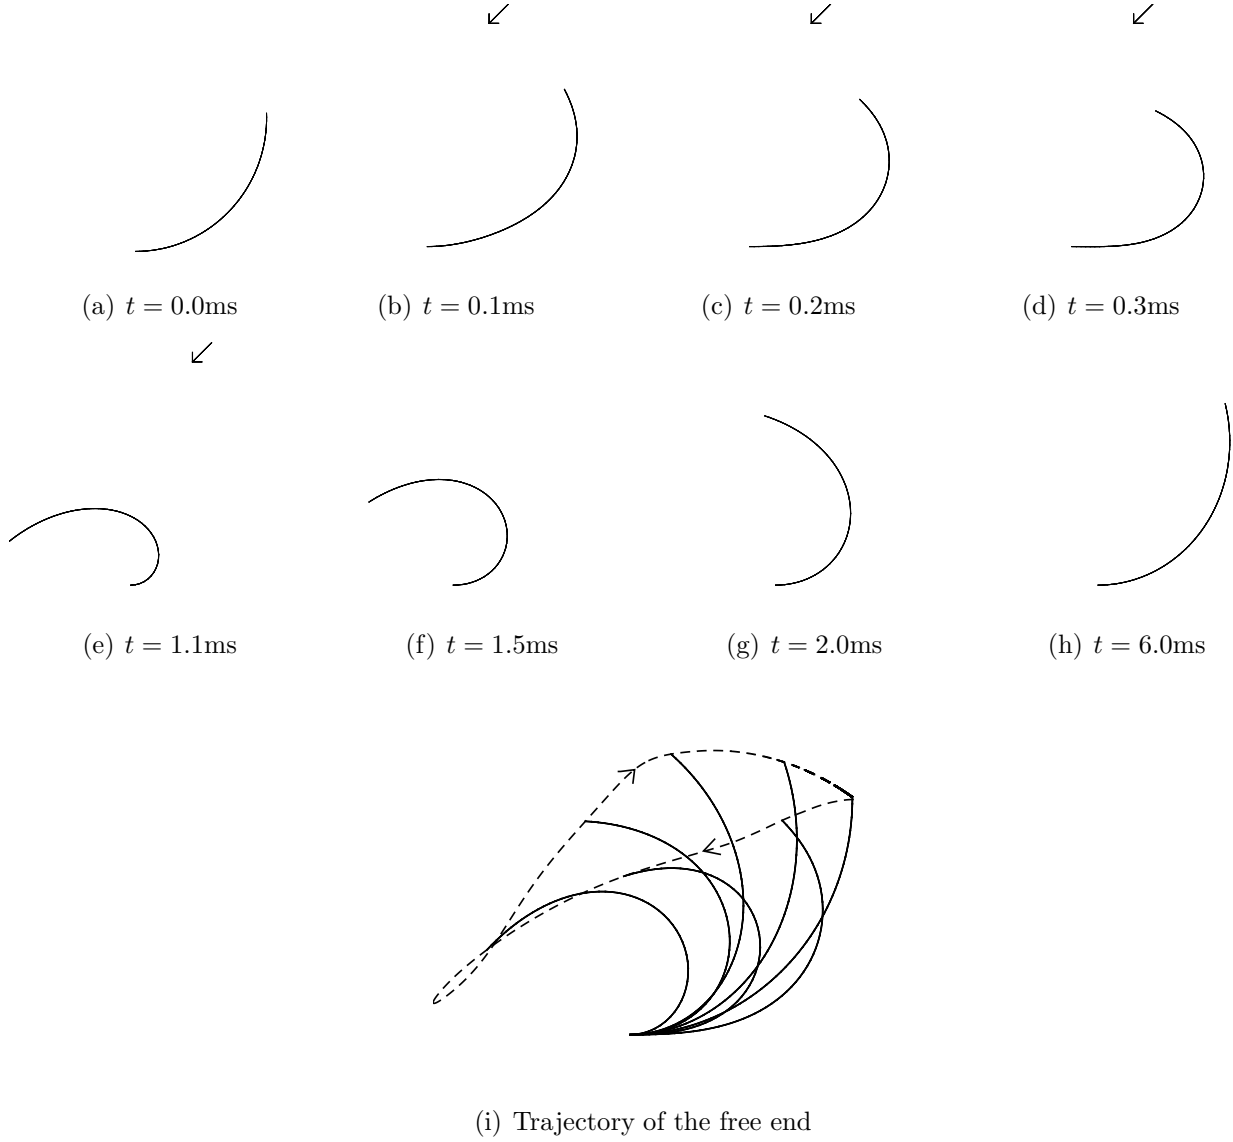 (a) t = 0.0ms
(b) t = 0.1ms
(c) t = 0.2ms
(d) t = 0.3ms
(e) t = 1.1ms
(f) t = 1.5ms
(g) t = 2.0ms
(h) t = 6.0ms
(i) Trajectory of the free end